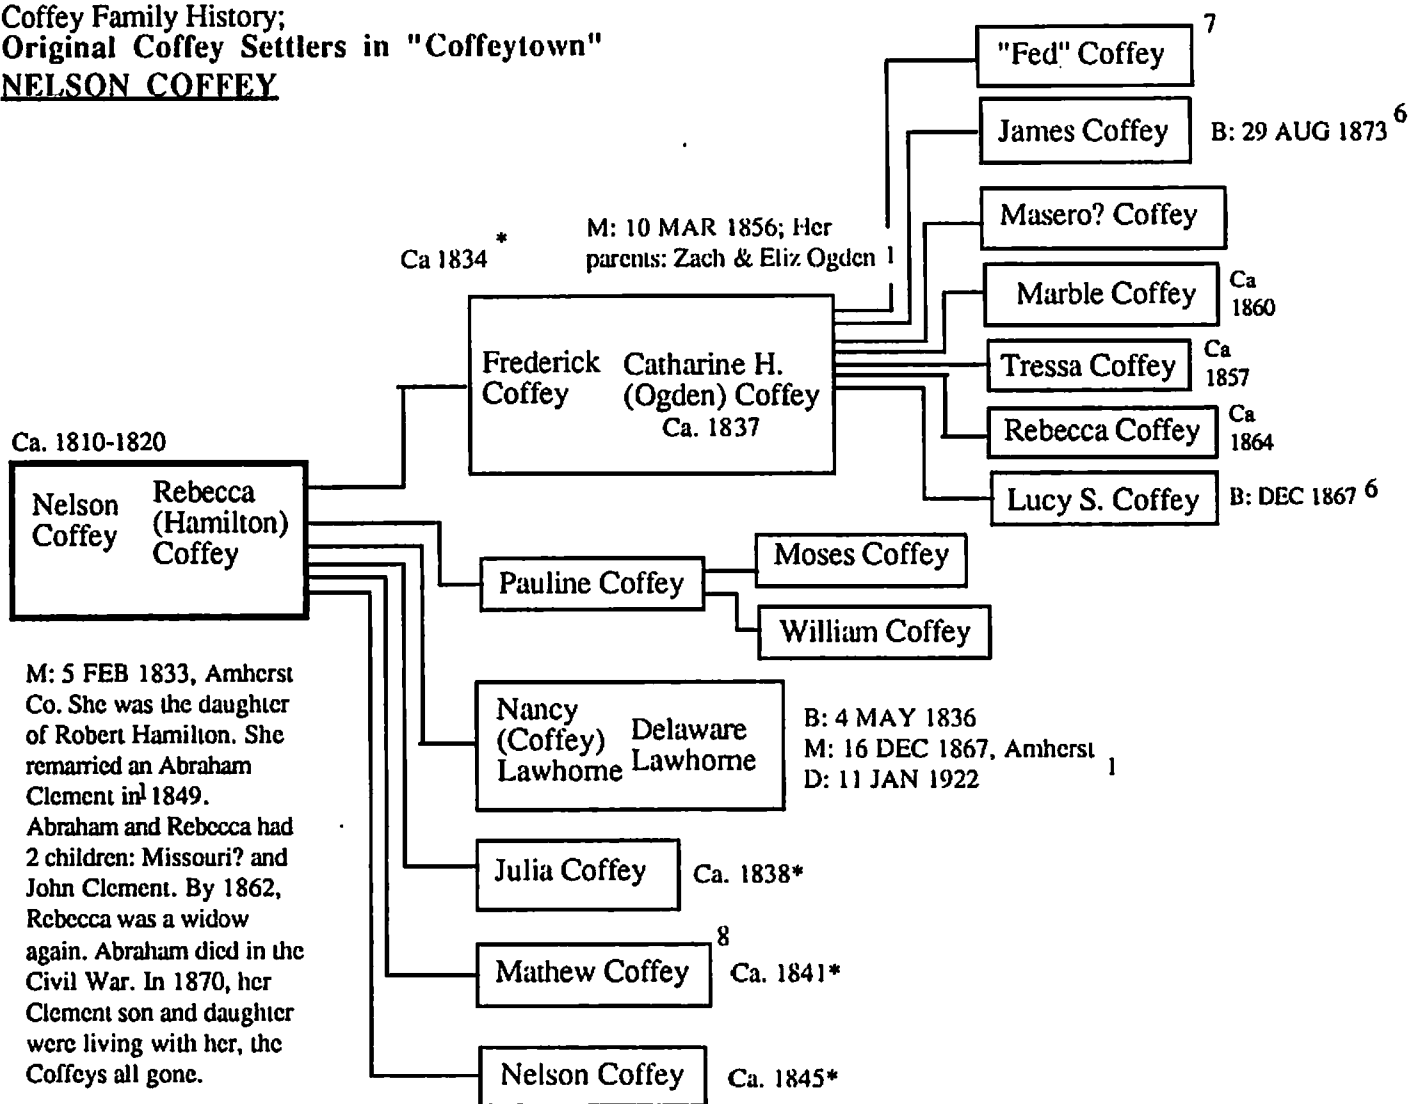 Coffey Family History;
Original Coffey Settlers in "Coffeytown"
NELSON COFFEY
"Fed" Coffey
7
James Coffey
B: 29 AUG 1873 6
Masero? Coffey
Marble Coffey
Ca
1860
Tressa Coffey
Ca
1857
Rebecca Coffey
Ca
1864
Lucy S. Coffey
B: DEC 1867 6
Ca 1834 *
M: 10 MAR 1856; Her
parents: Zach & Eliz Ogden 1
Frederick
Coffey
Catharine H.
(Ogden) Coffey
Ca. 1837
Ca. 1810-1820
Nelson
Coffey
Rebecca
(Hamilton)
Coffey
Pauline Coffey
Moses Coffey
William Coffey
M: 5 FEB 1833, Amherst
Co. She was the daughter
of Robert Hamilton. She
remarried an Abraham
Clement in 1 1849.
Abraham and Rebecca had
2 children: Missouri? and
John Clement. By 1862,
Rebecca was a widow
again. Abraham died in the
Civil War. In 1870, her
Clement son and daughter
were living with her, the
Coffeys all gone.
Nancy
(Coffey)
Lawhorne
Delaware
Lawhorne
B: 4 MAY 1836
M: 16 DEC 1867, Amherst
D: 11 JAN 1922
1
Julia Coffey
Ca. 1838*
Mathew Coffey
8
Ca. 1841*
Nelson Coffey
Ca. 1845*